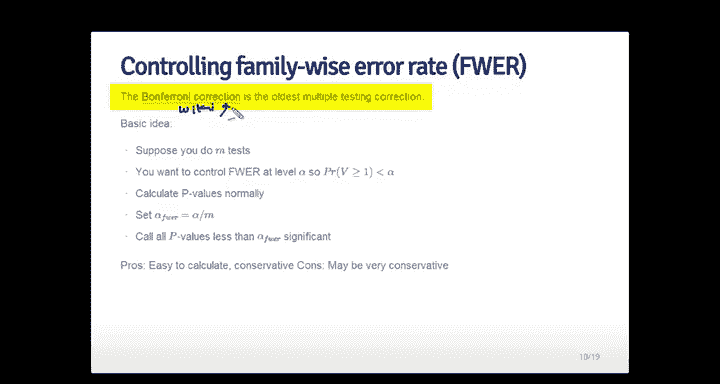 Controlling family-wise error rate (FWER)
The Bonferroni correction is the oldest multiple testing correction.
wiki
Basic idea:
· Suppose you do m tests
· You want to control FWER at level α so Pr(V ≥ 1) < α
· Calculate P-values normally
· Set α_fwer = α/m
· Call all P-values less than α_fwer significant
Pros: Easy to calculate, conservative Cons: May be very conservative
10/19